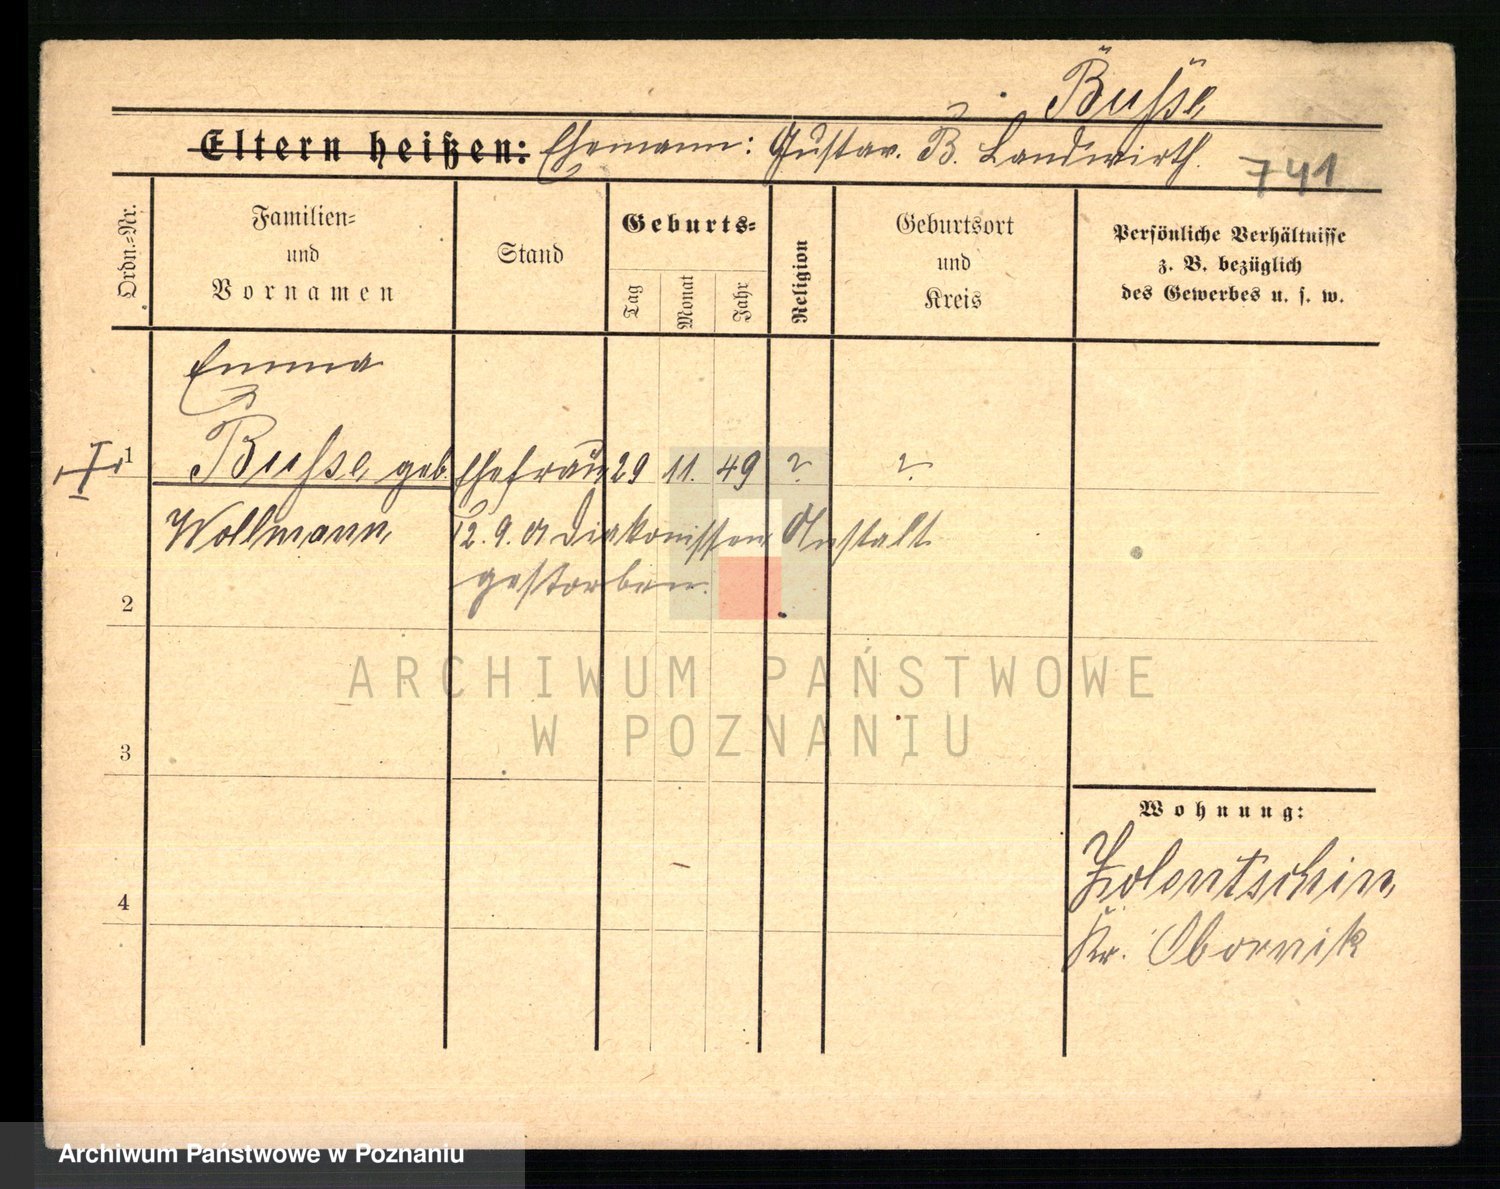 Busse
Eltern heißen: Ehemann: Gustav. B. Landwirth.
741
Ordn.-Nr.
Familien-
und
Vornamen
Stand
Geburts-
Tag
Monat
Jahr
Religion
Geburtsort
und
Kreis
Persönliche Verhältnisse
z. B. bezüglich
des Gewerbes u. s. w.
Emma
1 Busse, geb. Ehefrau 29 11. 49 ? ?
Wollmann, 12. 9. 01 Diakonissen Anstalt
gestorben.
2
3
4
Wohnung:
Kr. Obornik
ARCHIWUM PAŃSTWOWE
W POZNANIU
Archiwum Państwowe w Poznaniu